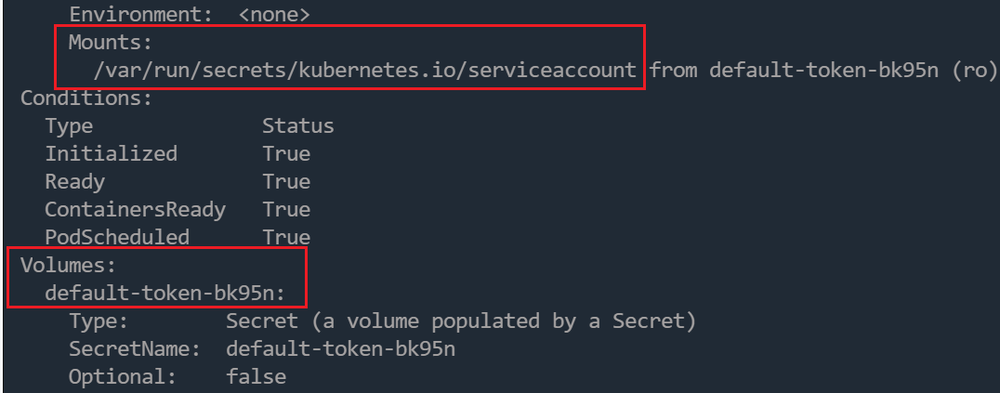 Environment: <none>
Mounts:
/var/run/secrets/kubernetes.io/serviceaccount from default-token-bk95n (ro)
Conditions:
Type Status
Initialized True
Ready True
ContainersReady True
PodScheduled True
Volumes:
default-token-bk95n:
Type: Secret (a volume populated by a Secret)
SecretName: default-token-bk95n
Optional: false